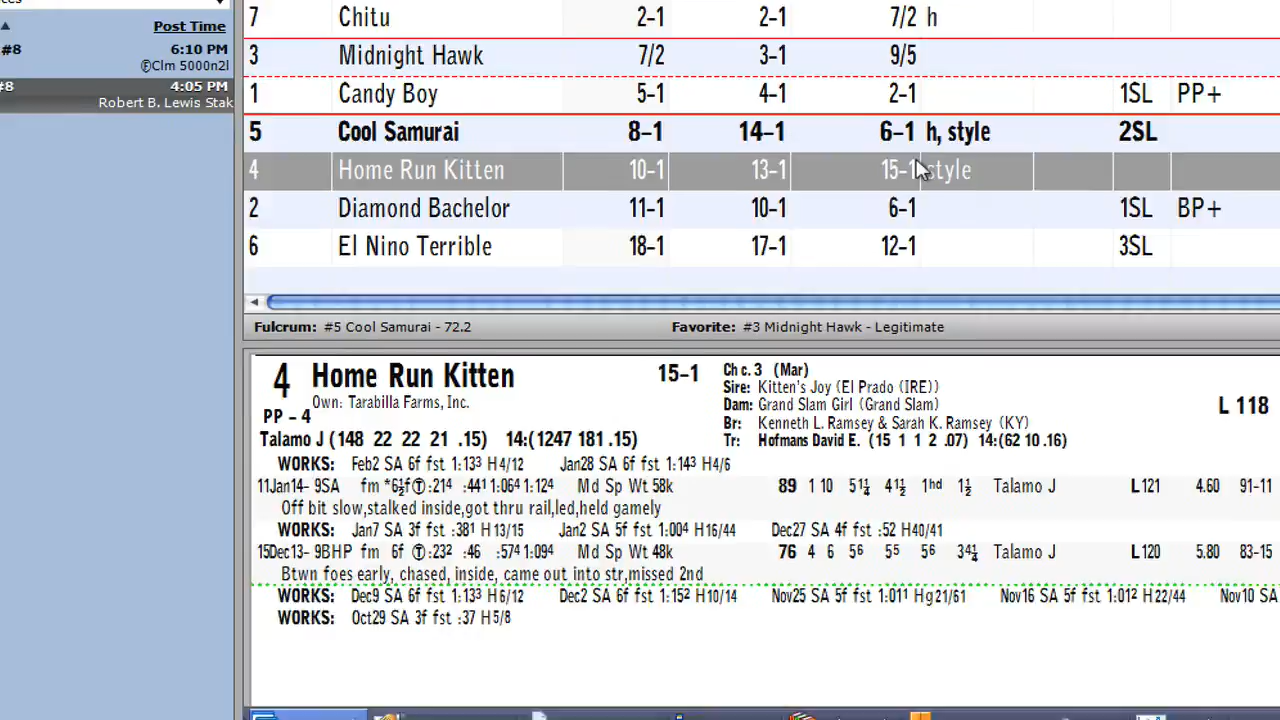 Post Time
#8 6:10 PM
ⒻClm 5000n2l
#8 4:05 PM
Robert B. Lewis Stak
7 Chitu 2–1 2–1 7/2 h
3 Midnight Hawk 7/2 3–1 9/5
1 Candy Boy 5–1 4–1 2–1 1SL PP+
5 Cool Samurai 8–1 14–1 6–1 h, style 2SL
4 Home Run Kitten 10–1 13–1 15–1 style
2 Diamond Bachelor 11–1 10–1 6–1 1SL BP+
6 El Nino Terrible 18–1 17–1 12–1 3SL
Fulcrum: #5 Cool Samurai - 72.2 Favorite: #3 Midnight Hawk - Legitimate
4 Home Run Kitten 15–1 Ch c. 3 (Mar)
Own: Tarabilla Farms, Inc. Sire: Kitten's Joy (El Prado (IRE))
Dam: Grand Slam Girl (Grand Slam) L 118
PP – 4 Br: Kenneth L. Ramsey & Sarah K. Ramsey (KY)
Talamo J (148 22 22 21 .15) 14:(1247 181 .15) Tr: Hofmans David E. (15 1 1 2 .07) 14:(62 10 .16)
WORKS: Feb2 SA 6f fst 1:13³ H 4/12 Jan28 SA 6f fst 1:14³ H 4/6
11Jan14– 9SA fm *6½f Ⓣ:21⁴ :44¹ 1:06⁴ 1:12⁴ Md Sp Wt 58k 89 1 10 5 1¼ 4 1½ 1hd 1½ Talamo J L 121 4.60 91–11
Off bit slow,stalked inside,got thru rail,led,held gamely
WORKS: Jan7 SA 3f fst :38¹ H 13/15 Jan2 SA 5f fst 1:00⁴ H 16/44 Dec27 SA 4f fst :52 H 40/41
15Dec13– 9BHP fm 6f Ⓣ:23² :46 :57⁴ 1:09⁴ Md Sp Wt 48k 76 4 6 5⁶ 5⁵ 5⁶ 3 4¼ Talamo J L 120 5.80 83–15
Btwn foes early, chased, inside, came out into str,missed 2nd
WORKS: Dec9 SA 6f fst 1:13³ H 6/12 Dec2 SA 6f fst 1:15² H 10/14 Nov25 SA 5f fst 1:01¹ Hg 21/61 Nov16 SA 5f fst 1:01² H 22/44 Nov10 SA
WORKS: Oct29 SA 3f fst :37 H 5/8